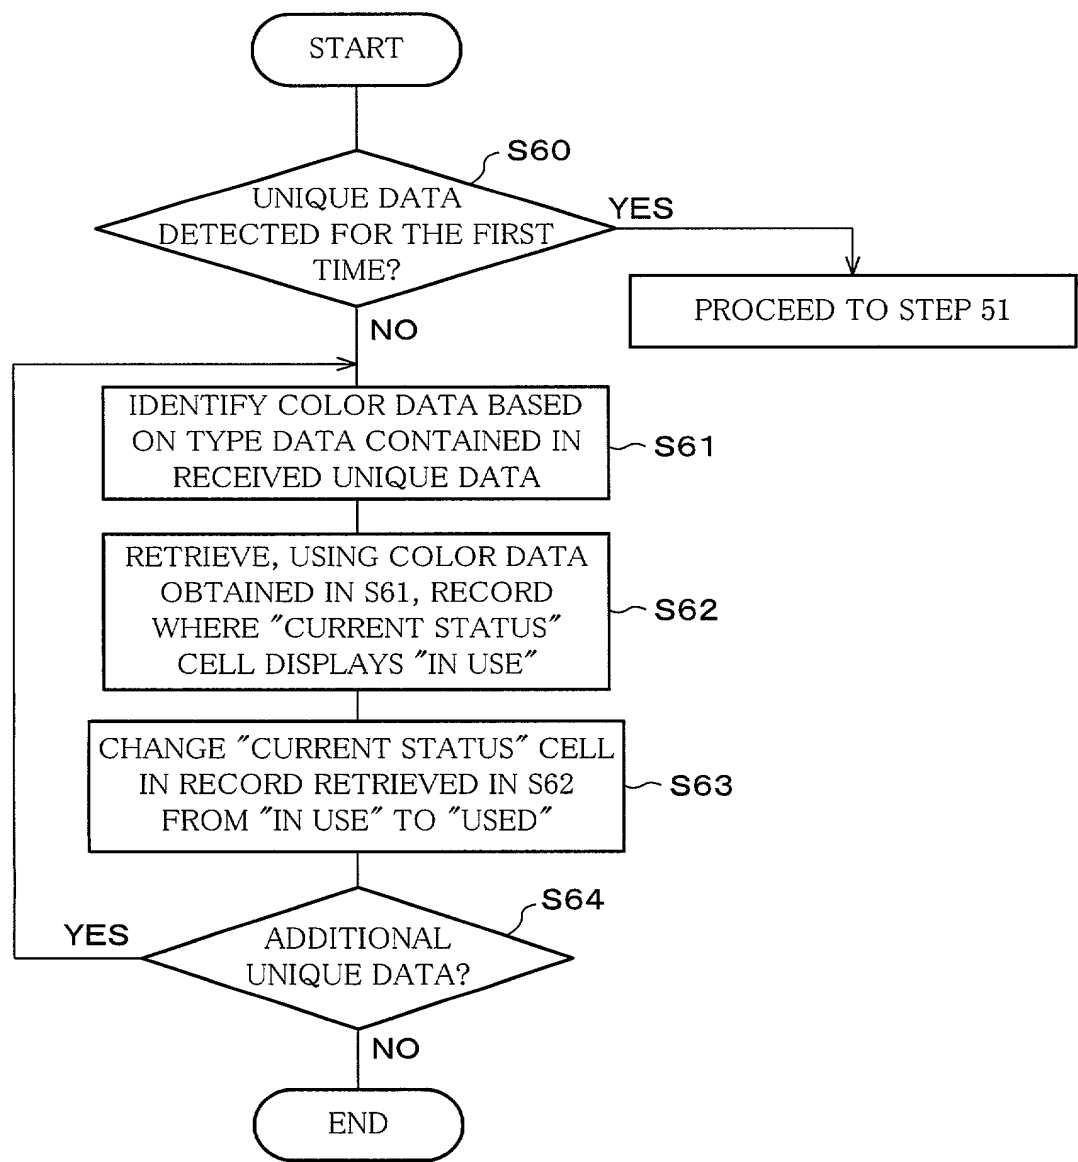 START
S60
UNIQUE DATA
DETECTED FOR THE FIRST
TIME?
YES
PROCEED TO STEP 51
NO
IDENTIFY COLOR DATA BASED
ON TYPE DATA CONTAINED IN
RECEIVED UNIQUE DATA
S61
RETRIEVE, USING COLOR DATA
OBTAINED IN S61, RECORD
WHERE "CURRENT STATUS"
CELL DISPLAYS "IN USE"
S62
CHANGE "CURRENT STATUS" CELL
IN RECORD RETRIEVED IN S62
FROM "IN USE" TO "USED"
S63
S64
YES
ADDITIONAL
UNIQUE DATA?
NO
END